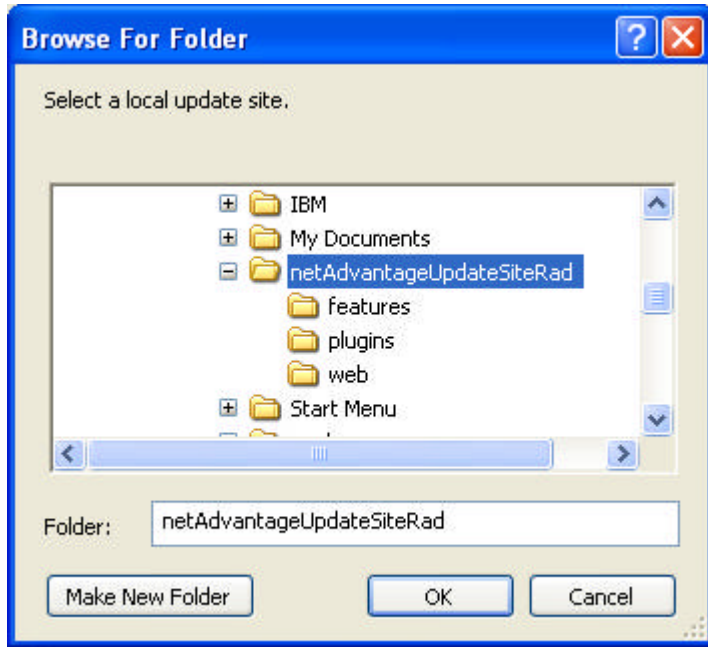 Browse For Folder
Select a local update site.
IBM
My Documents
netAdvantageUpdateSiteRad
features
plugins
web
Start Menu
Folder: netAdvantageUpdateSiteRad
Make New Folder OK Cancel